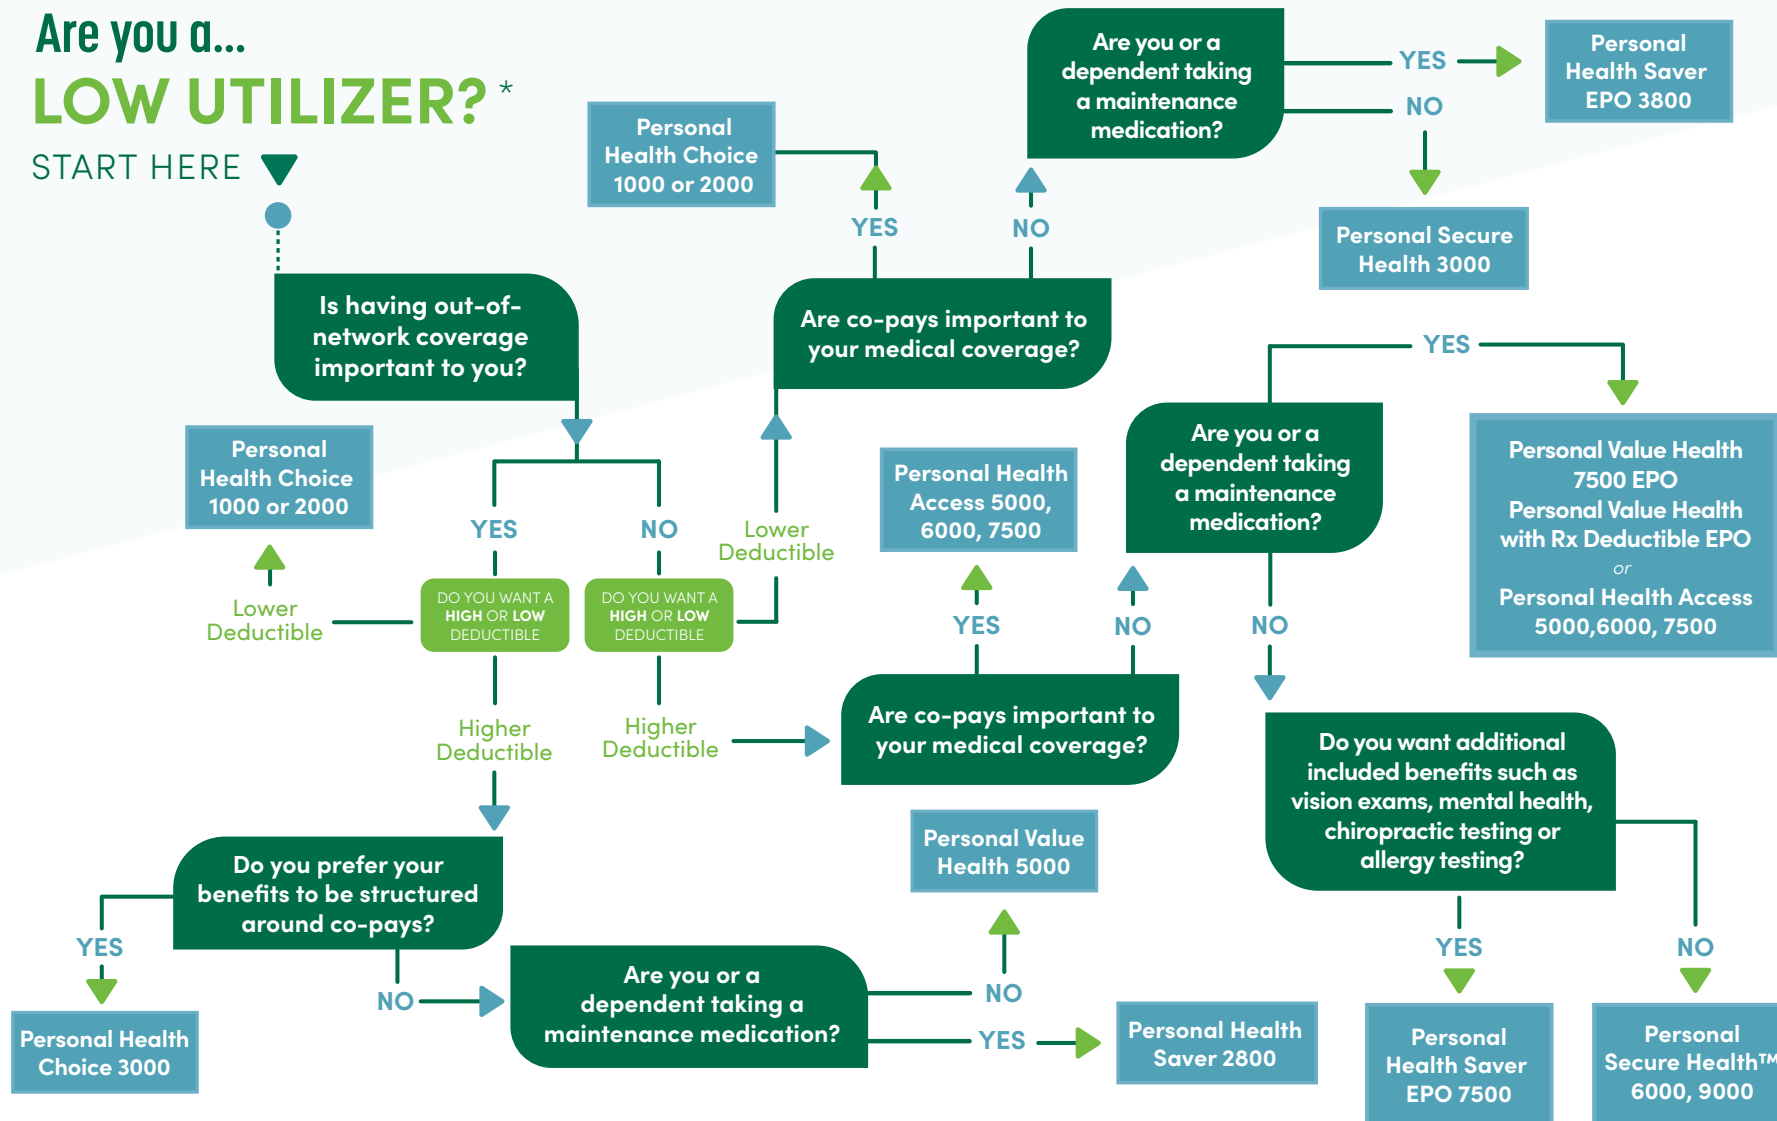 Are you a...
LOW UTILIZER? *
START HERE
Is having out-of-
network coverage
important to you?
YES
NO
DO YOU WANT A
HIGH OR LOW
DEDUCTIBLE
DO YOU WANT A
HIGH OR LOW
DEDUCTIBLE
Lower
Deductible
Personal
Health Choice
1000 or 2000
Higher
Deductible
Do you prefer your
benefits to be structured
around co-pays?
YES
Personal Health
Choice 3000
NO
Are you or a
dependent taking a
maintenance medication?
NO
Personal Value
Health 5000
YES
Personal Health
Saver 2800
Lower
Deductible
Are co-pays important to
your medical coverage?
YES
Personal
Health Choice
1000 or 2000
NO
Are you or a
dependent taking
a maintenance
medication?
YES
Personal
Health Saver
EPO 3800
NO
Personal Secure
Health 3000
Higher
Deductible
Are co-pays important to
your medical coverage?
YES
Personal Health
Access 5000,
6000, 7500
NO
Are you or a
dependent taking
a maintenance
medication?
YES
Personal Value Health
7500 EPO
Personal Value Health
with Rx Deductible EPO
or
Personal Health Access
5000,6000, 7500
NO
Do you want additional
included benefits such as
vision exams, mental health,
chiropractic testing or
allergy testing?
YES
Personal
Health Saver
EPO 7500
NO
Personal
Secure Health™
6000, 9000